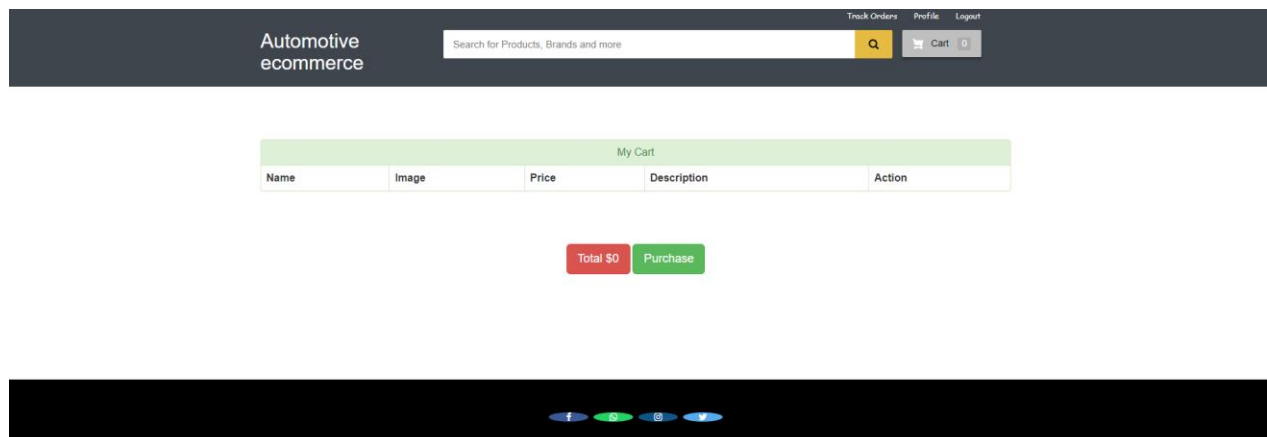 Track Orders Profile Logout
Automotive
ecommerce
Search for Products, Brands and more
Cart 0
My Cart
Name Image Price Description Action
Total $0 Purchase